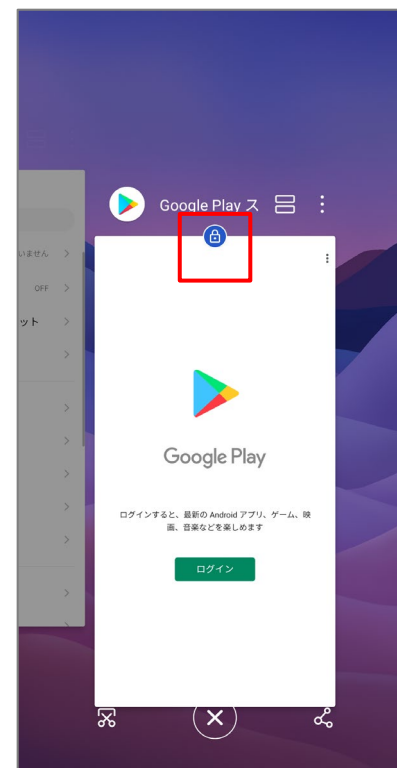 Google Play ス
いません
OFF
ット
Google Play
ログインすると、最新の Android アプリ、ゲーム、映
画、音楽などを楽しめます
ログイン